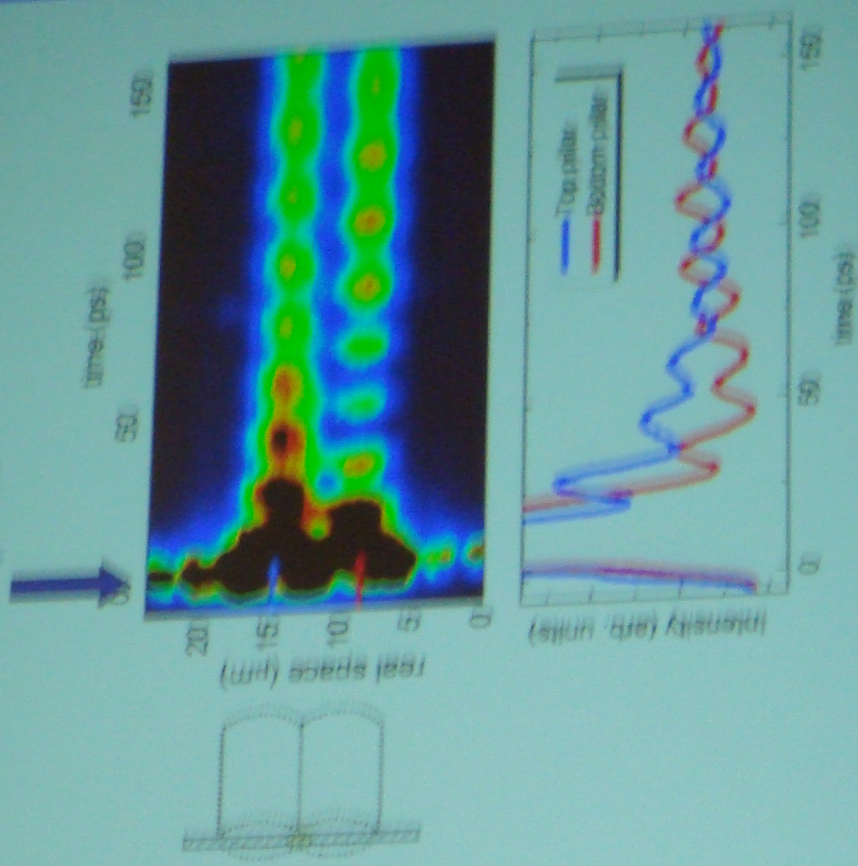 time (ps)
0
50
100
150
20
15
10
5
0
real space (µm)
Top pillar
Bottom pillar
Intensity (arb. units)
0
50
100
150
time (ps)